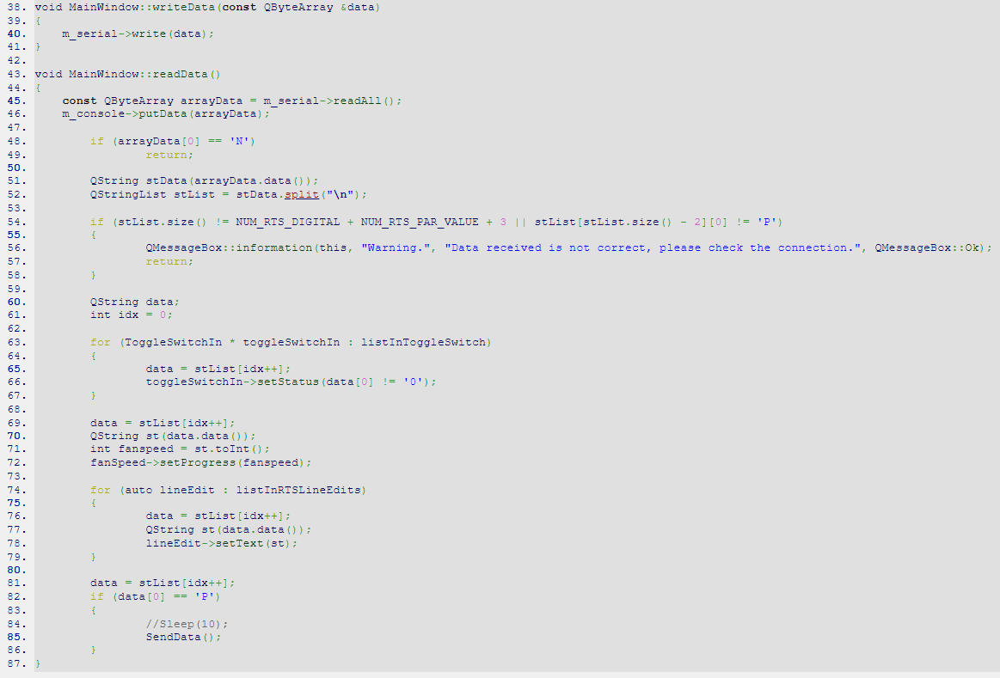 38. void MainWindow::writeData(const QByteArray &data)
39. {
40.     m_serial->write(data);
41. }
42.
43. void MainWindow::readData()
44. {
45.     const QByteArray arrayData = m_serial->readAll();
46.     m_console->putData(arrayData);
47.
48.         if (arrayData[0] == 'N')
49.                 return;
50.
51.         QString stData(arrayData.data());
52.         QStringList stList = stData.split("\n");
53.
54.         if (stList.size() != NUM_RTS_DIGITAL + NUM_RTS_PAR_VALUE + 3 || stList[stList.size() - 2][0] != 'P')
55.         {
56.                 QMessageBox::information(this, "Warning.", "Data received is not correct, please check the connection.", QMessageBox::Ok);
57.                 return;
58.         }
59.
60.         QString data;
61.         int idx = 0;
62.
63.         for (ToggleSwitchIn * toggleSwitchIn : listInToggleSwitch)
64.         {
65.                 data = stList[idx++];
66.                 toggleSwitchIn->setStatus(data[0] != '0');
67.         }
68.
69.         data = stList[idx++];
70.         QString st(data.data());
71.         int fanspeed = st.toInt();
72.         fanSpeed->setProgress(fanspeed);
73.
74.         for (auto lineEdit : listInRTSLineEdits)
75.         {
76.                 data = stList[idx++];
77.                 QString st(data.data());
78.                 lineEdit->setText(st);
79.         }
80.
81.         data = stList[idx++];
82.         if (data[0] == 'P')
83.         {
84.                 //Sleep(10);
85.                 SendData();
86.         }
87. }